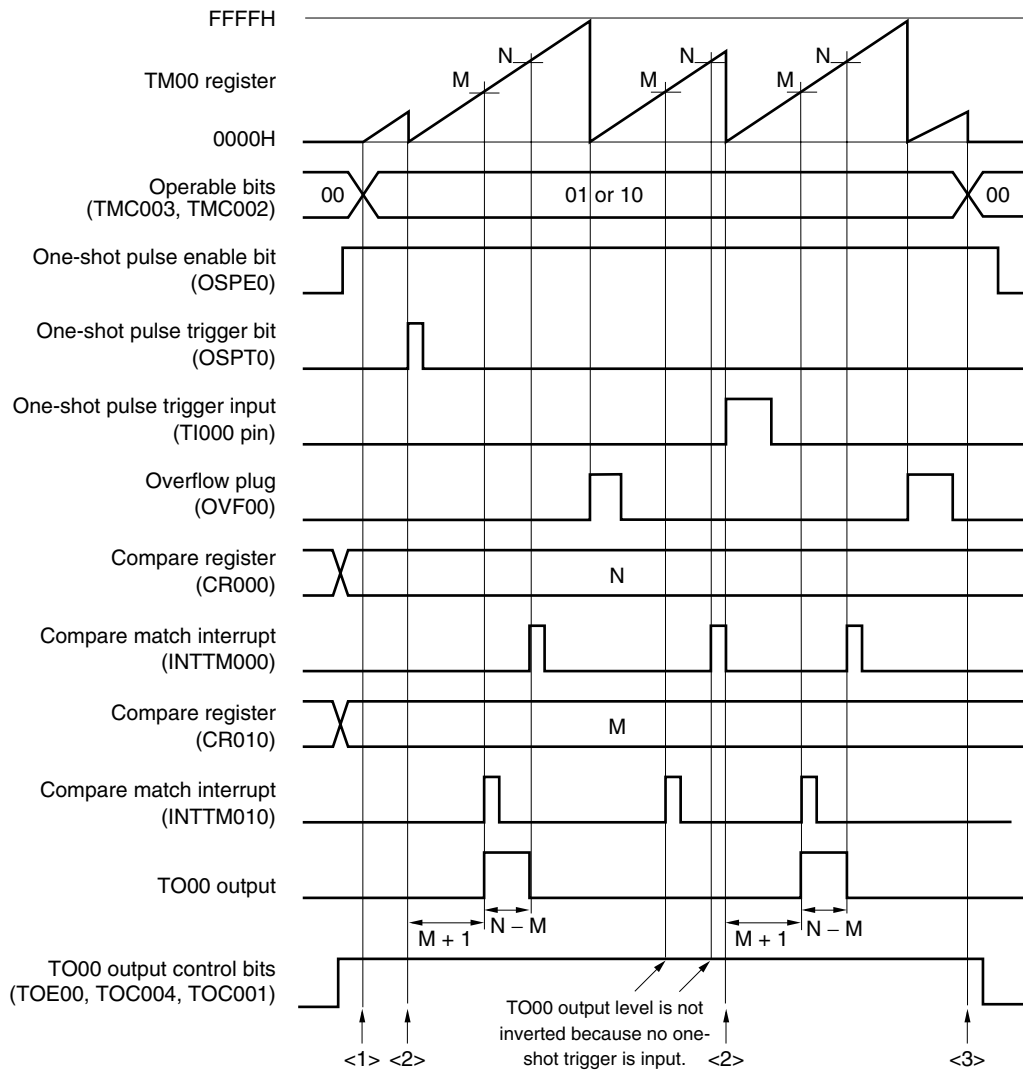 FFFFH
TM00 register
0000H
M
N
M
N
M
N
Operable bits
(TMC003, TMC002)
00
01 or 10
00
One-shot pulse enable bit
(OSPE0)
One-shot pulse trigger bit
(OSPT0)
One-shot pulse trigger input
(TI000 pin)
Overflow plug
(OVF00)
Compare register
(CR000)
N
Compare match interrupt
(INTTM000)
Compare register
(CR010)
M
Compare match interrupt
(INTTM010)
TO00 output
M + 1
N − M
M + 1
N − M
TO00 output control bits
(TOE00, TOC004, TOC001)
TO00 output level is not
inverted because no one-
shot trigger is input.
<1> <2> <2> <3>